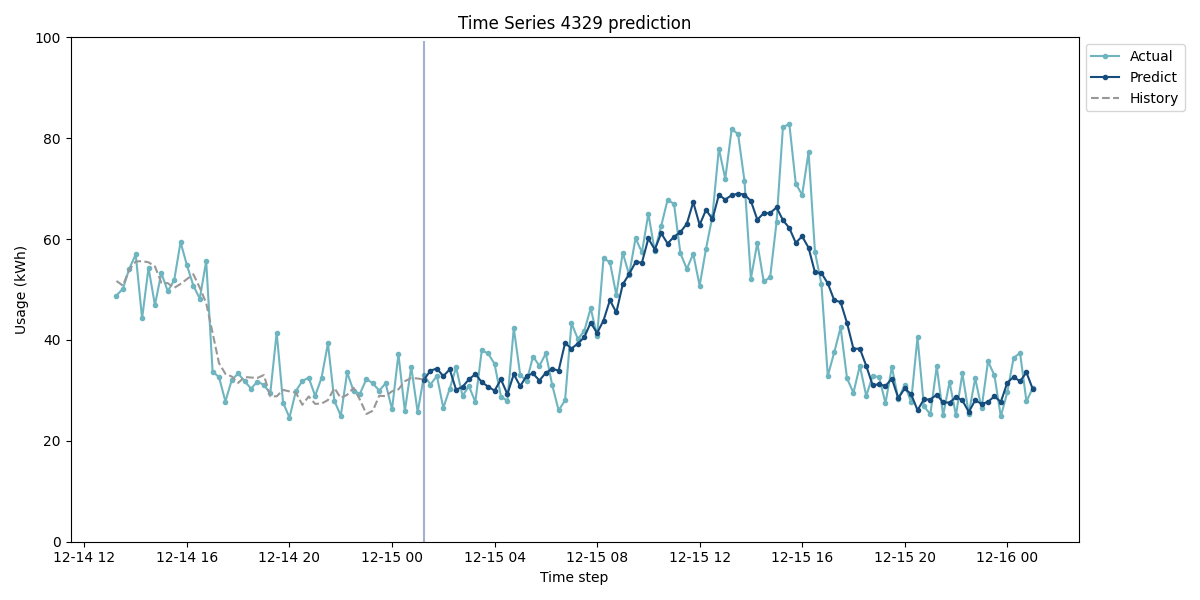 Time Series 4329 prediction
Usage (kWh)
100
80
60
40
20
0
12-14 12
12-14 16
12-14 20
12-15 00
12-15 04
12-15 08
12-15 12
12-15 16
12-15 20
12-16 00
Time step
Actual
Predict
History